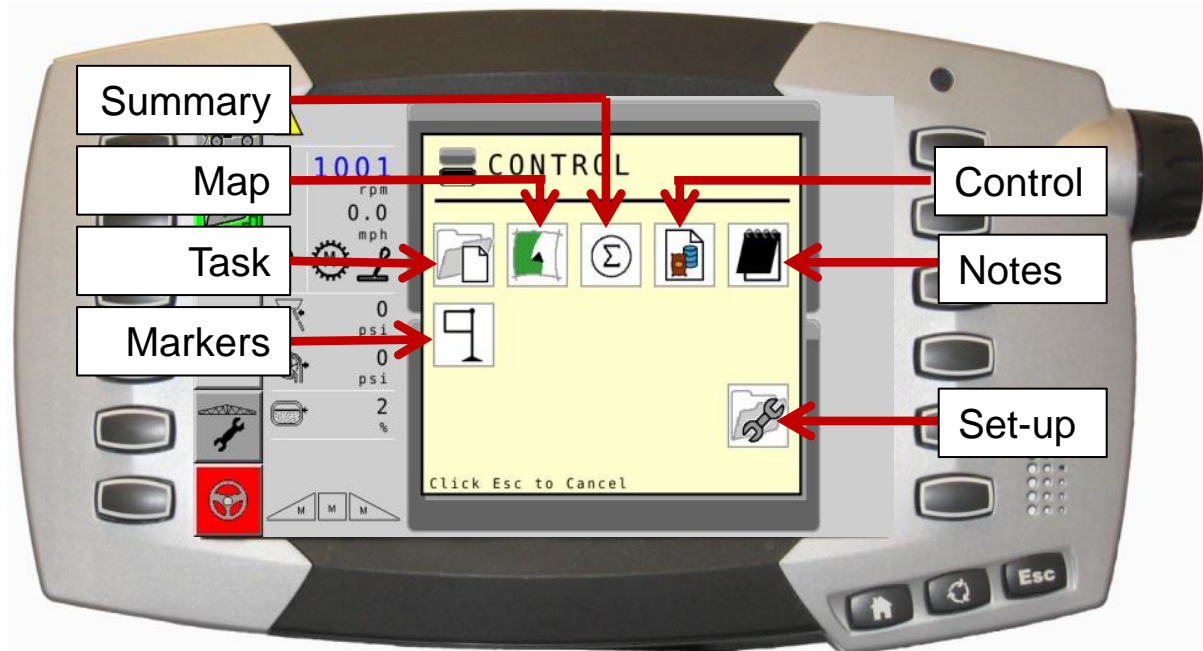 Summary
Map
Task
Markers
1001
rpm
0.0
mph
M
0
psi
0
psi
2
%
M M M
CONTROL
Σ
Click Esc to Cancel
Control
Notes
Set-up
Esc